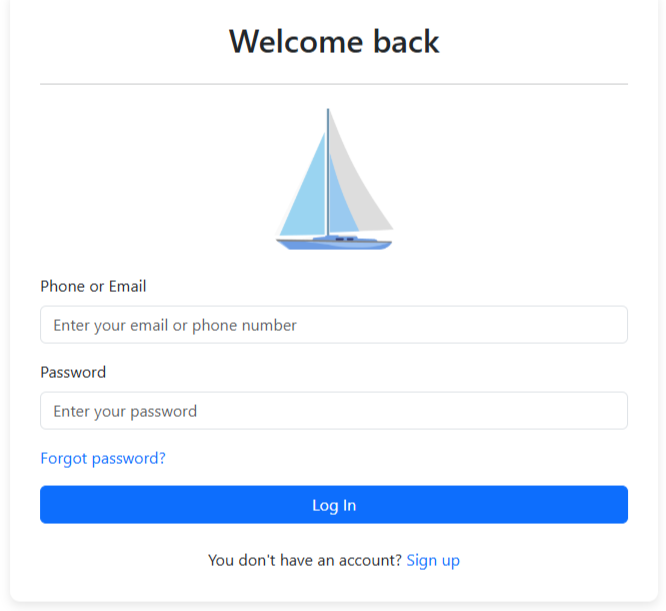 Welcome back
Phone or Email
Enter your email or phone number
Password
Enter your password
Forgot password?
Log In
You don't have an account? Sign up